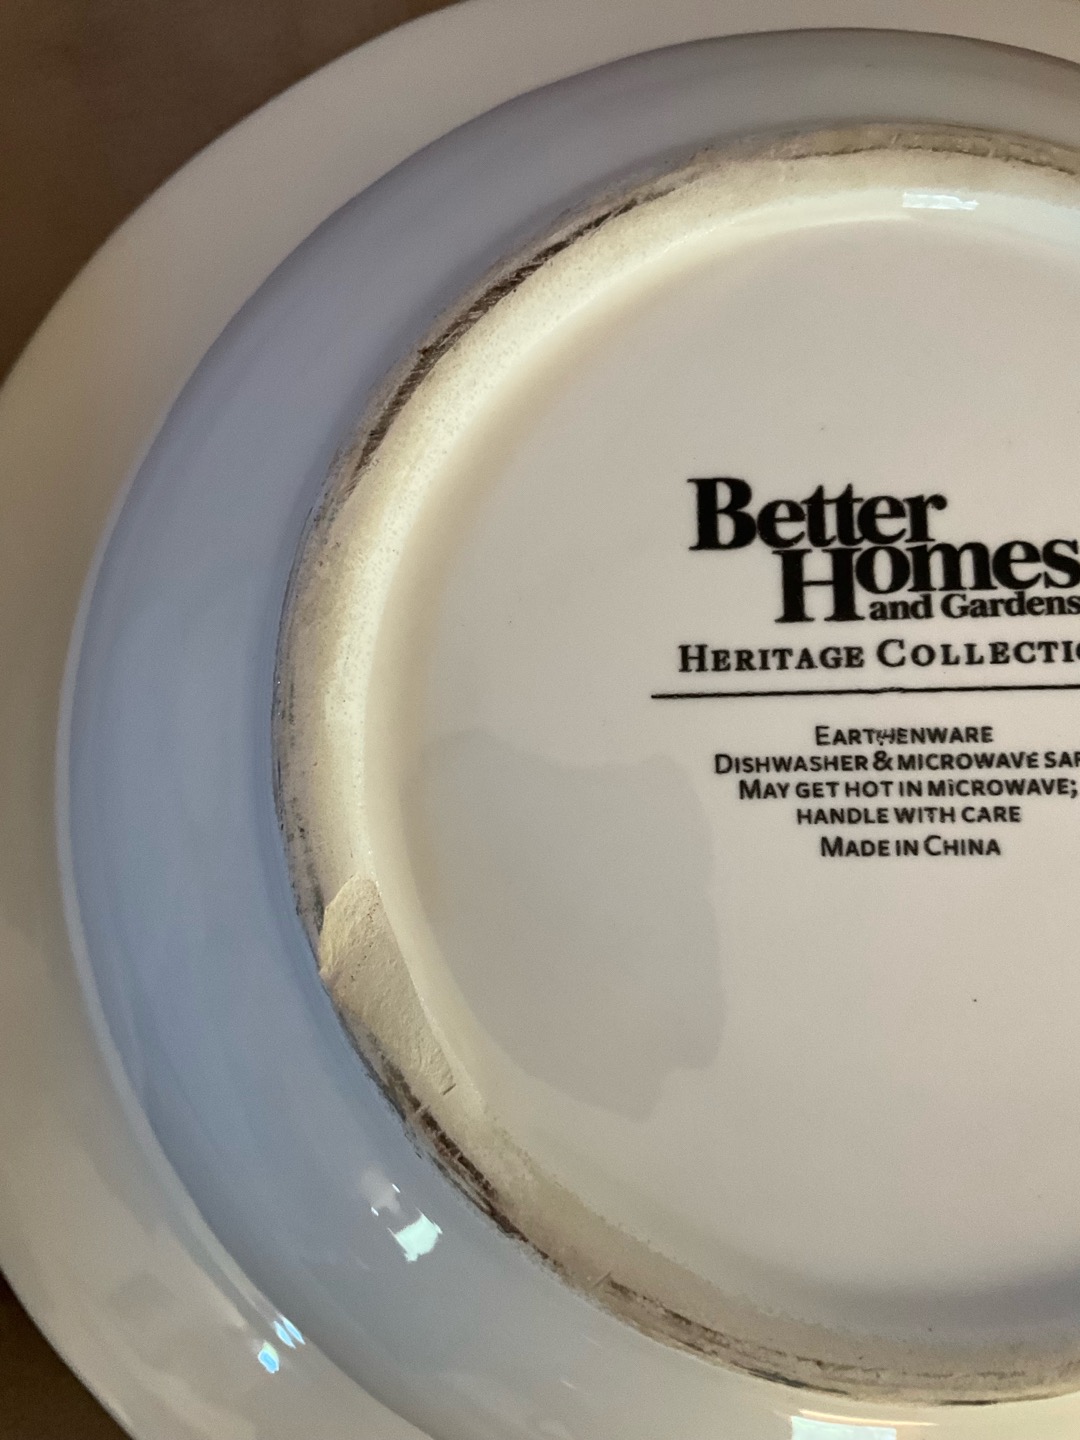 Better
Homes
and Gardens
HERITAGE COLLECTIO
EARTHENWARE
DISHWASHER & MICROWAVE SAF
MAY GET HOT IN MICROWAVE;
HANDLE WITH CARE
MADE IN CHINA